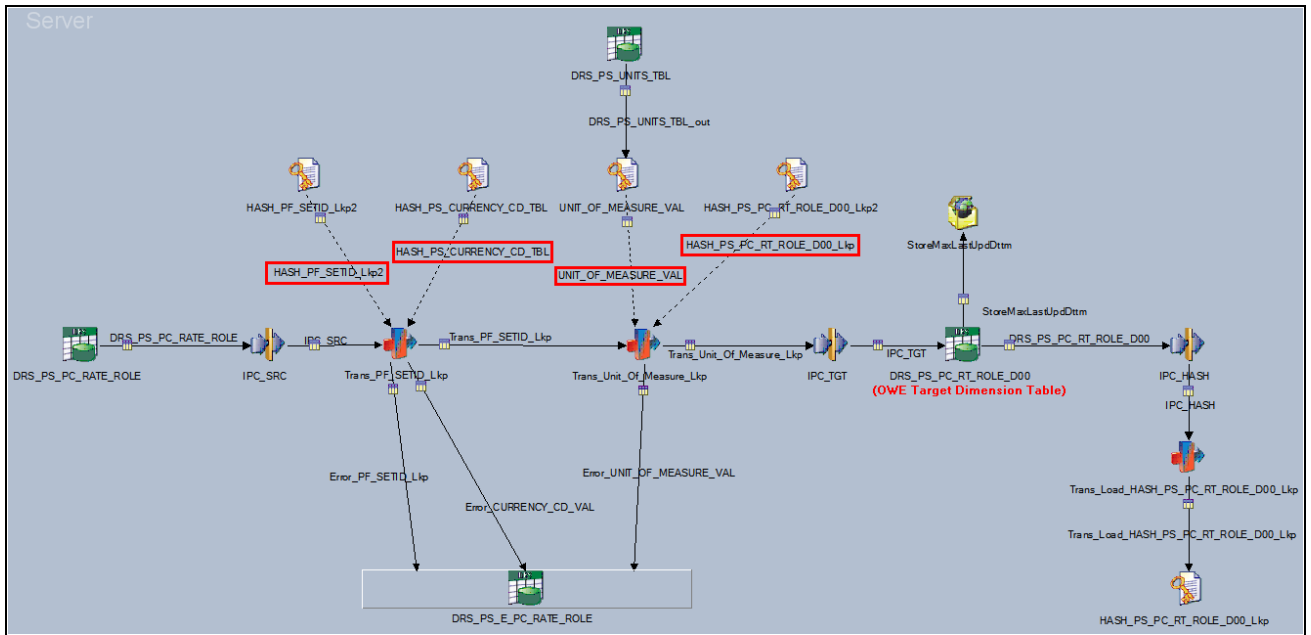 Server
DRS_PS_UNITS_TBL
DRS_PS_UNITS_TBL_out
HASH_PF_SETID_Lkp2
HASH_PS_CURRENCY_CD_TBL
UNIT_OF_MEASURE_VAL
HASH_PS_PC_RT_ROLE_D00_Lkp2
HASH_PF_SETID_Lkp2
HASH_PS_CURRENCY_CD_TBL
UNIT_OF_MEASURE_VAL
HASH_PS_PC_RT_ROLE_D00_Lkp
StoreMaxLastUpdDttm
StoreMaxLastUpdDttm
DRS_PS_PC_RATE_ROLE
IPC_SRC
Trans_PF_SETID_Lkp
Trans_Unit_Of_Measure_Lkp
IPC_TGT
DRS_PS_PC_RT_ROLE_D00
DRS_PS_PC_RATE_ROLE
IPC_SRC
Trans_PF_SETID_Lkp
Trans_Unit_Of_Measure_Lkp
IPC_TGT
DRS_PS_PC_RT_ROLE_D00
(OWE Target Dimension Table)
IPC_HASH
IPC_HASH
Error_PF_SETID_Lkp
Error_CURRENCY_CD_VAL
Error_UNIT_OF_MEASURE_VAL
Trans_Load_HASH_PS_PC_RT_ROLE_D00_Lkp
Trans_Load_HASH_PS_PC_RT_ROLE_D00_Lkp
DRS_PS_E_PC_RATE_ROLE
HASH_PS_PC_RT_ROLE_D00_Lkp